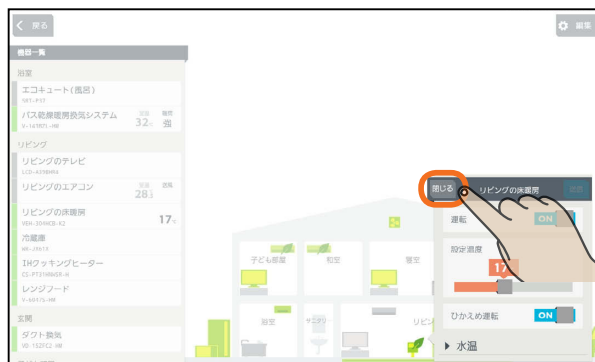 戻る
編集
機器一覧
浴室
エコキュート(風呂)
バス乾燥暖房換気システム
32
強
リビング
リビングのテレビ
リビングのエアコン
28
リビングの床暖房
17
冷蔵庫
IHクッキングヒーター
レンジフード
玄関
ダクト換気
子ども部屋
和室
寝室
浴室
リビ
閉じる
リビングの床暖房
運転
ON
設定温度
17
ひかえめ運転
ON
水温